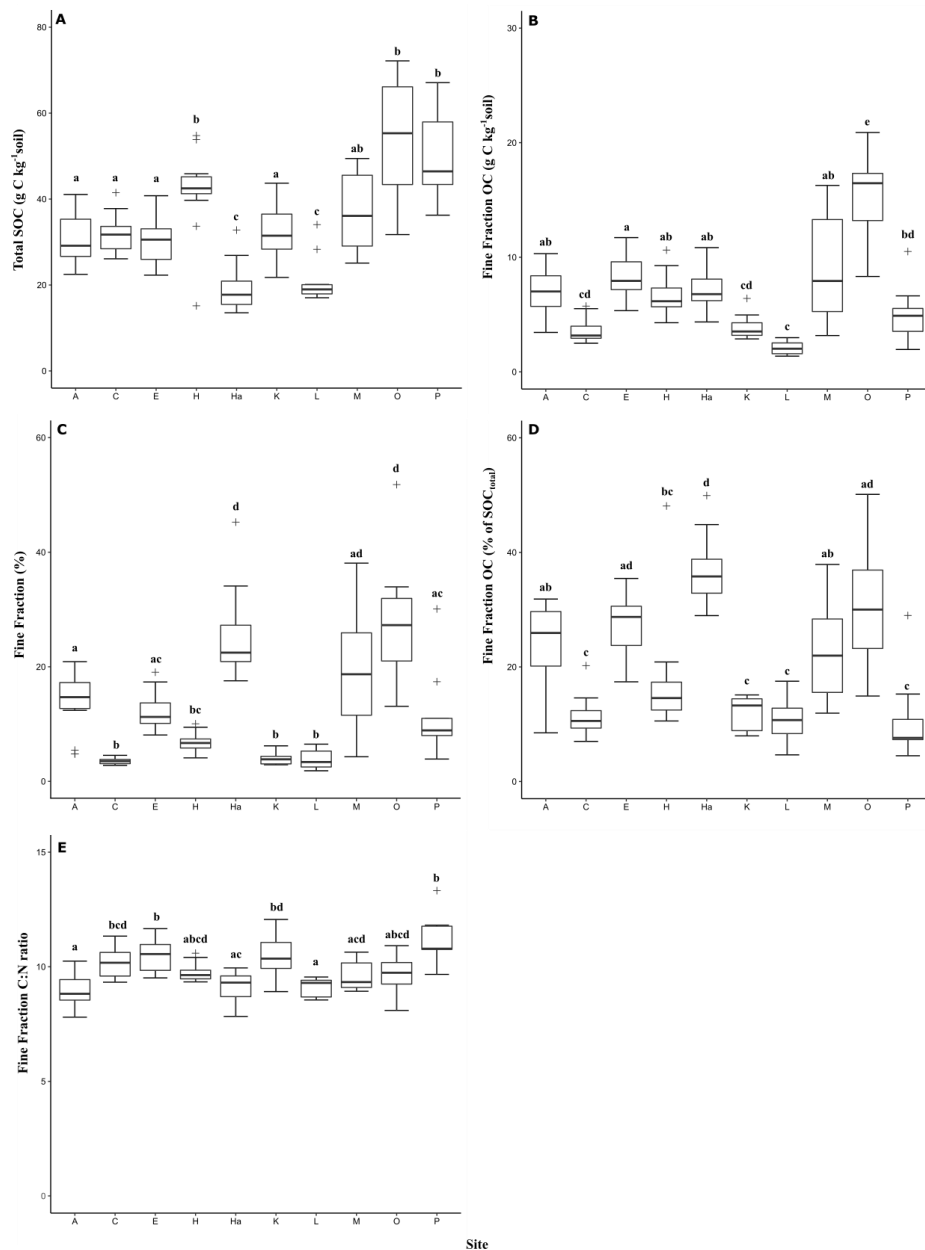 A
Total SOC (g C kg⁻¹soil)
80
60
40
20
0
a
a
a
b
c
a
c
ab
b
b
A C E H Ha K L M O P
B
Fine Fraction OC (g C kg⁻¹soil)
30
20
10
0
ab
cd
a
ab
ab
cd
c
ab
e
bd
A C E H Ha K L M O P
C
Fine Fraction (%)
60
40
20
0
a
b
ac
bc
d
b
b
ad
d
ac
A C E H Ha K L M O P
D
Fine Fraction OC (% of SOCtotal)
60
40
20
0
ab
c
ad
bc
d
c
c
ab
ad
c
A C E H Ha K L M O P
E
Fine Fraction C:N ratio
15
10
5
0
a
bcd
b
abcd
ac
bd
a
acd
abcd
b
A C E H Ha K L M O P
Site